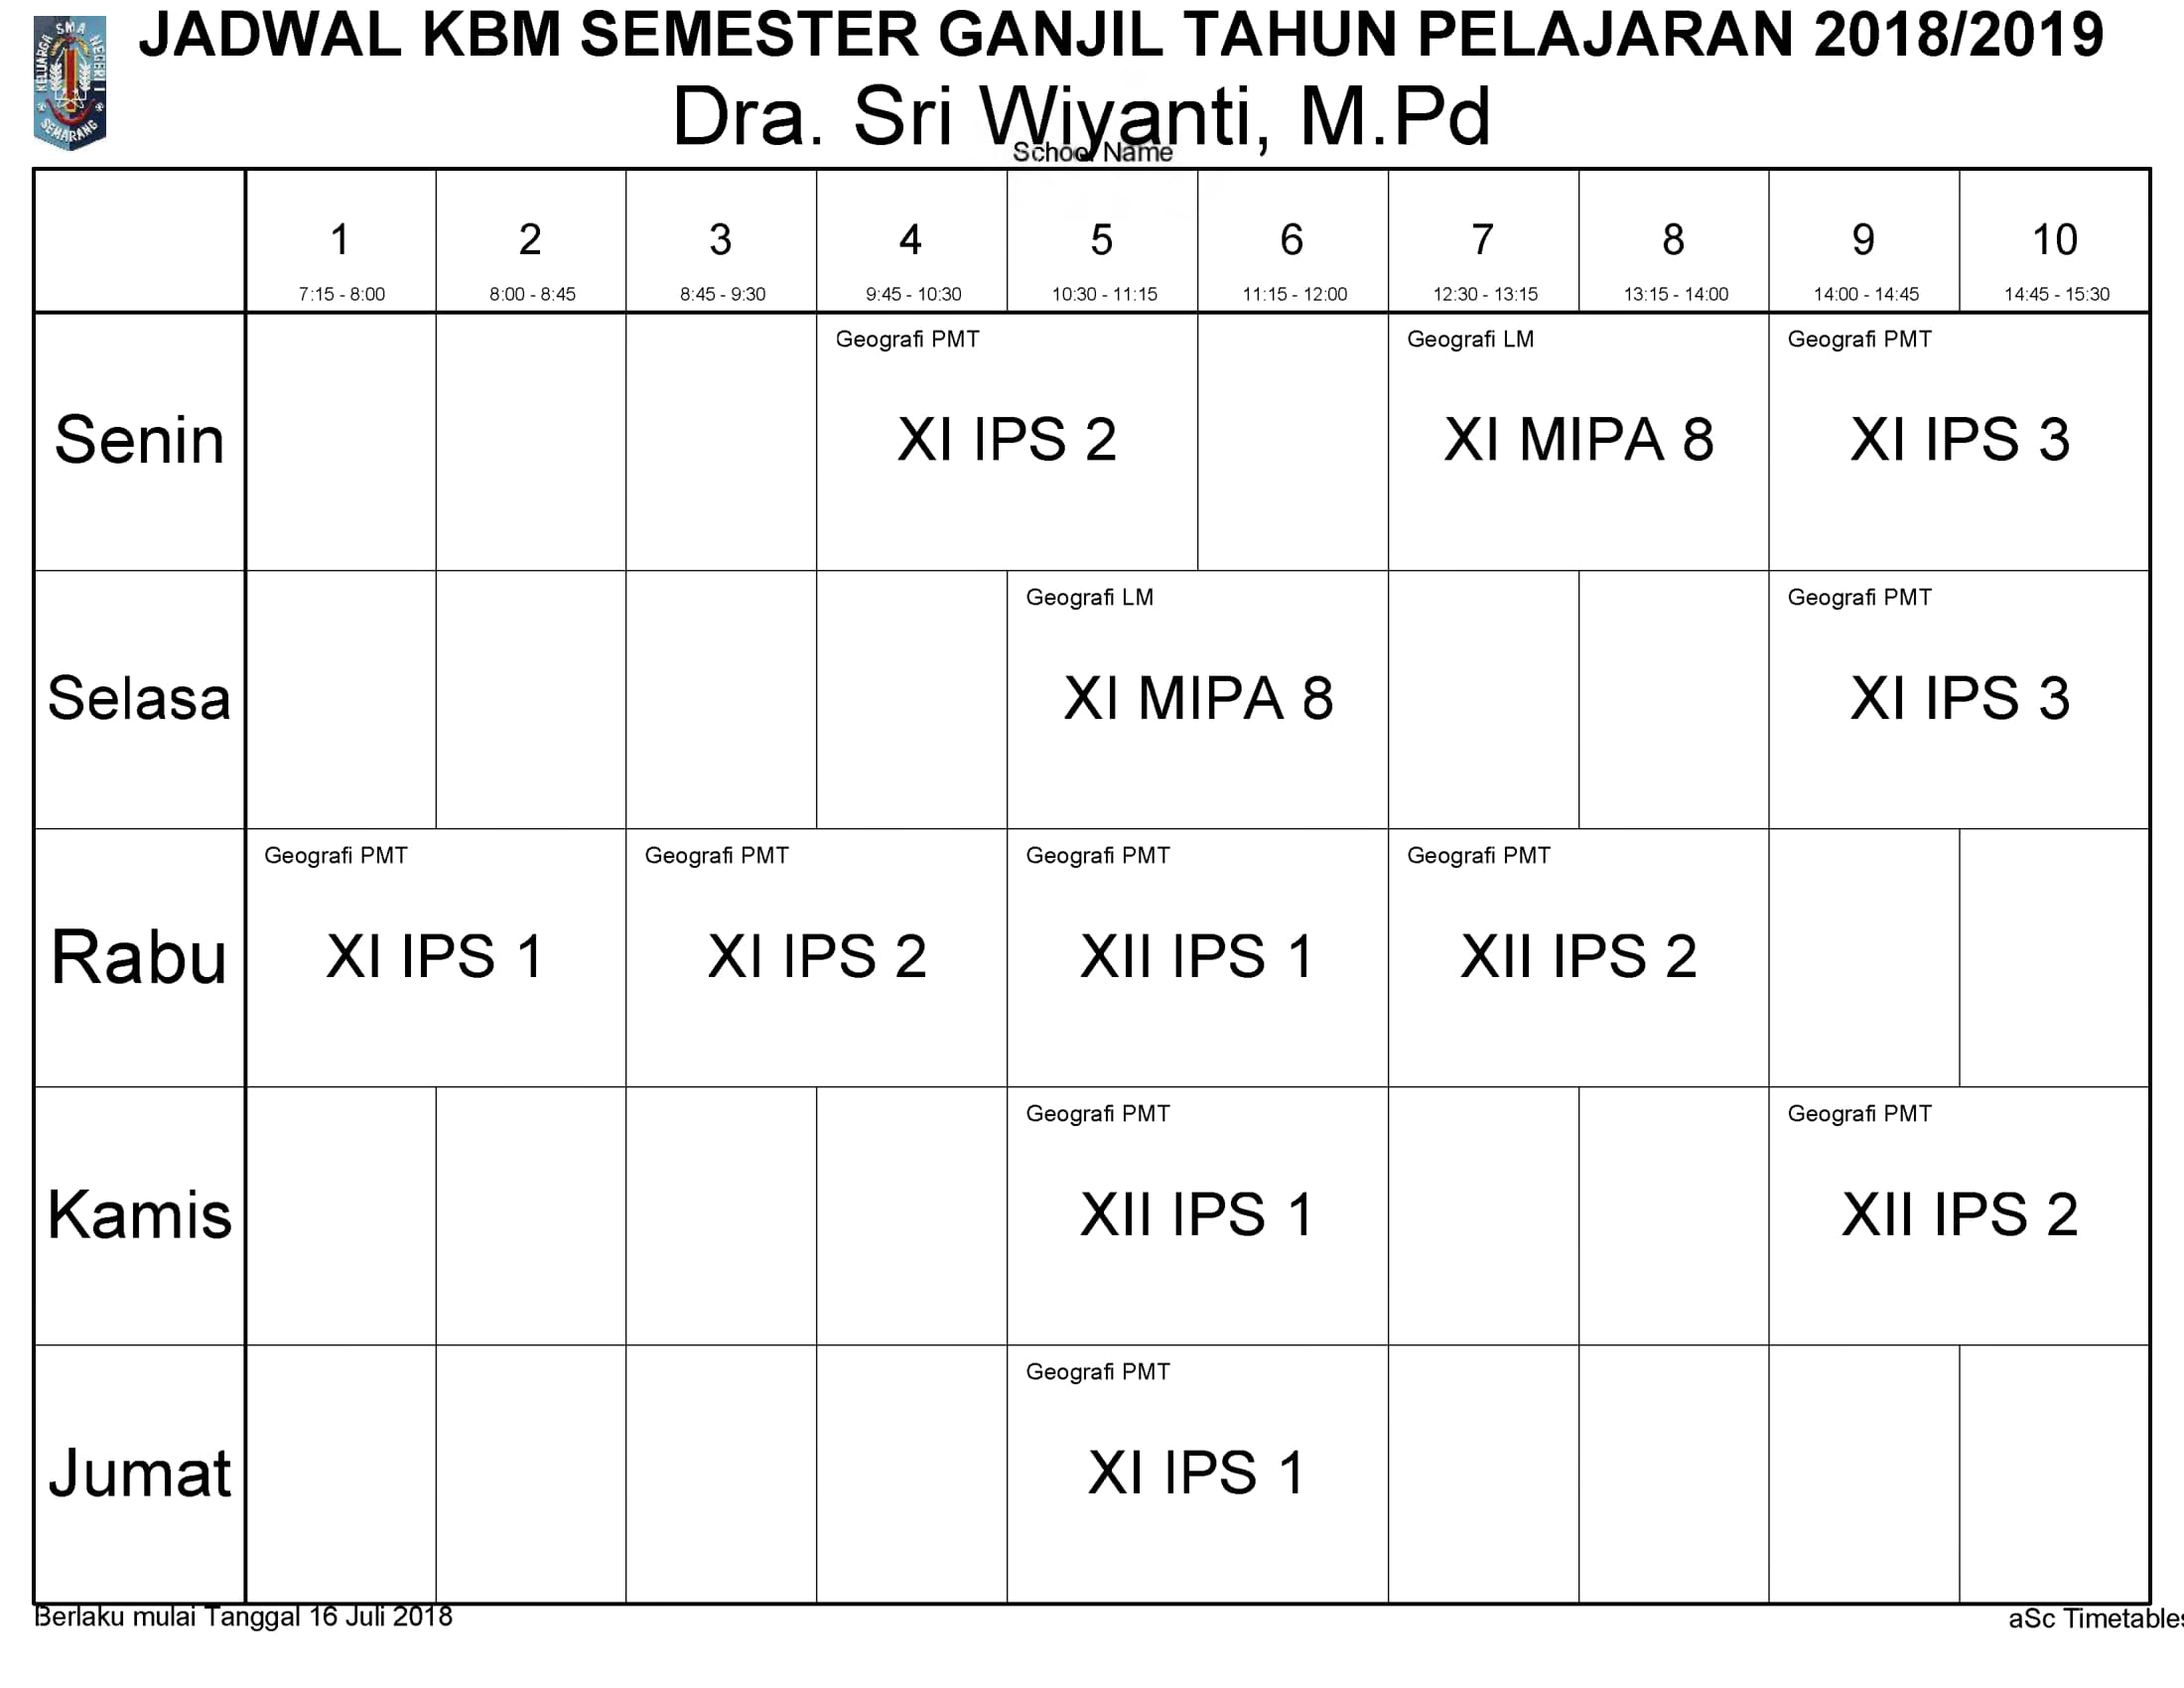 JADWAL KBM SEMESTER GANJIL TAHUN PELAJARAN 2018/2019
Dra. Sri Wiyanti, M.Pd
School Name
KELUARGA SMA NEGERI 1
SEMARANG
1 2 3 4 5 6 7 8 9 10
7:15 - 8:00 8:00 - 8:45 8:45 - 9:30 9:45 - 10:30 10:30 - 11:15 11:15 - 12:00 12:30 - 13:15 13:15 - 14:00 14:00 - 14:45 14:45 - 15:30
Geografi PMT Geografi LM Geografi PMT
Senin XI IPS 2 XI MIPA 8 XI IPS 3
Geografi LM Geografi PMT
Selasa XI MIPA 8 XI IPS 3
Geografi PMT Geografi PMT Geografi PMT Geografi PMT
Rabu XI IPS 1 XI IPS 2 XII IPS 1 XII IPS 2
Geografi PMT Geografi PMT
Kamis XII IPS 1 XII IPS 2
Geografi PMT
Jumat XI IPS 1
Berlaku mulai Tanggal 16 Juli 2018 aSc Timetables